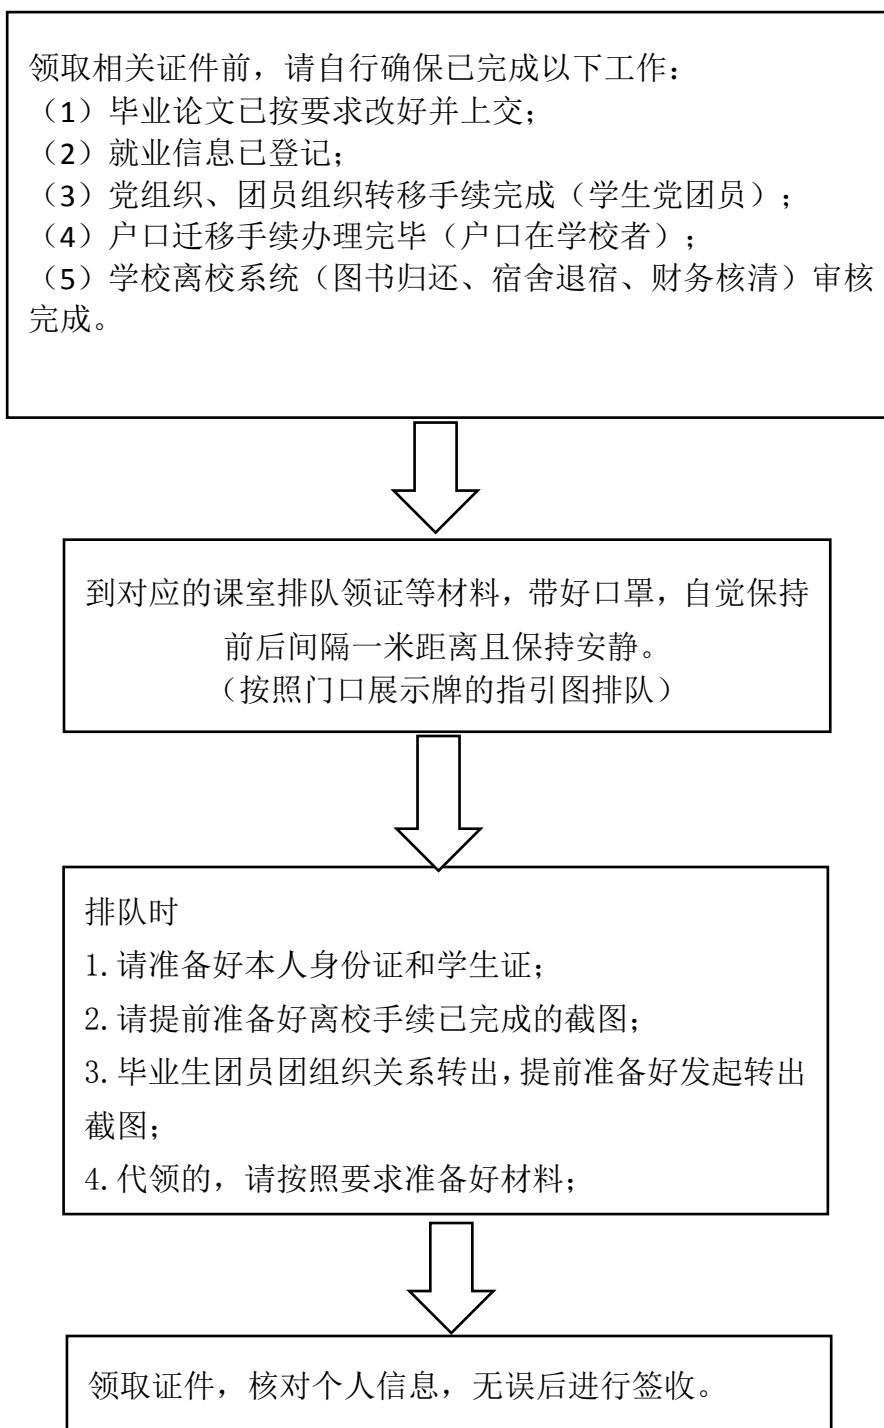 领取相关证件前，请自行确保已完成以下工作：
（1）毕业论文已按要求改好并上交；
（2）就业信息已登记；
（3）党组织、团员组织转移手续完成（学生党团员）；
（4）户口迁移手续办理完毕（户口在学校者）；
（5）学校离校系统（图书归还、宿舍退宿、财务核清）审核
完成。
到对应的课室排队领证等材料，带好口罩，自觉保持
前后间隔一米距离且保持安静。
（按照门口展示牌的指引图排队）
排队时
1.请准备好本人身份证和学生证；
2.请提前准备好离校手续已完成的截图；
3.毕业生团员团组织关系转出，提前准备好发起转出
截图；
4.代领的，请按照要求准备好材料；
领取证件，核对个人信息，无误后进行签收。